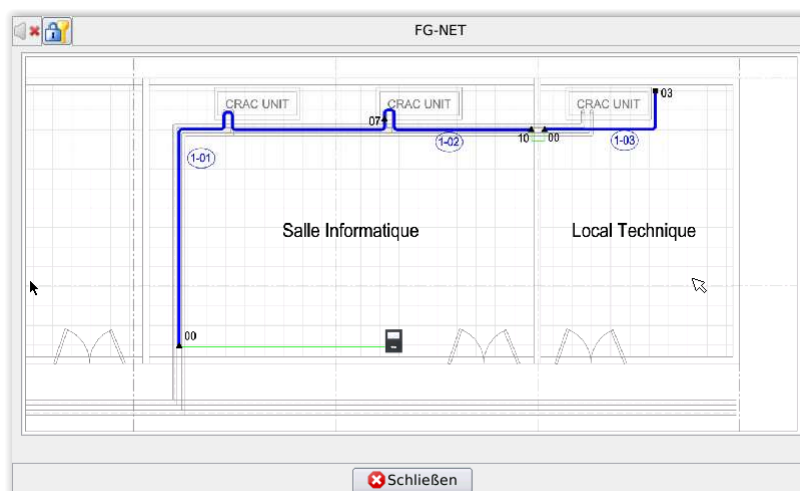 FG-NET
CRAC UNIT
CRAC UNIT
CRAC UNIT
03
07
1-01
1-02
10
00
1-03
Salle Informatique
Local Technique
00
Schließen